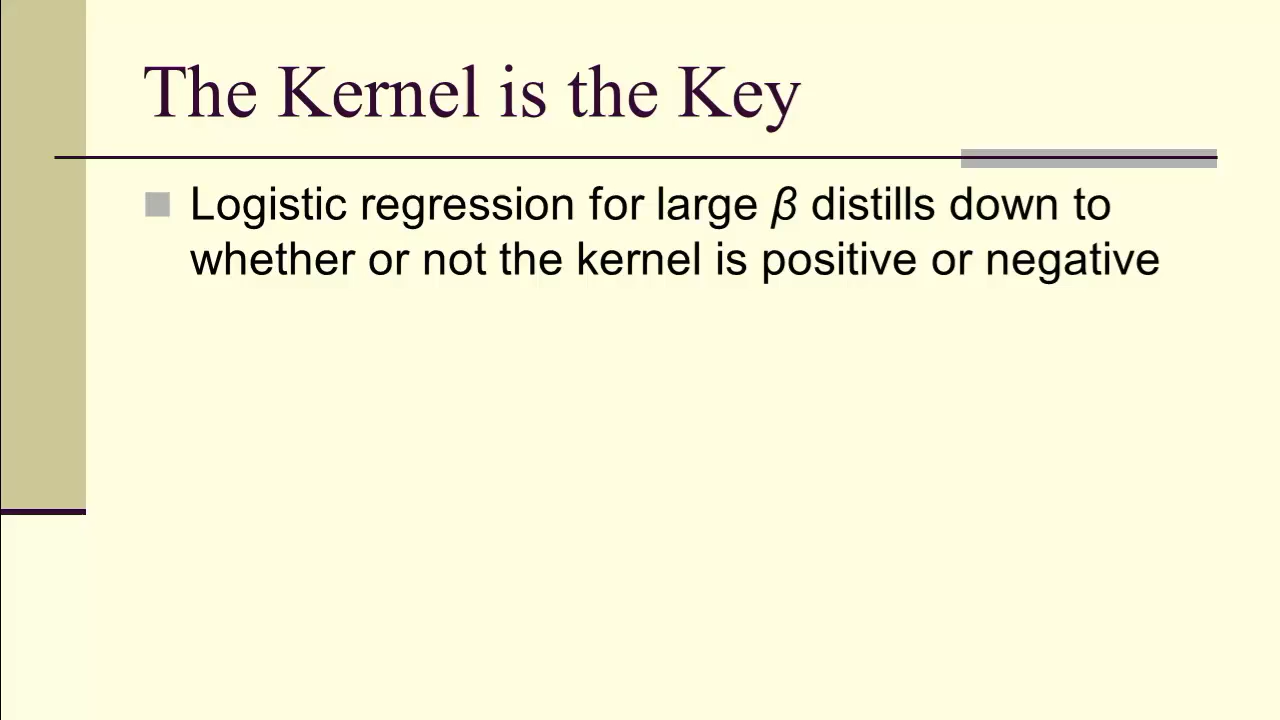 The Kernel is the Key
Logistic regression for large β distills down to
whether or not the kernel is positive or negative